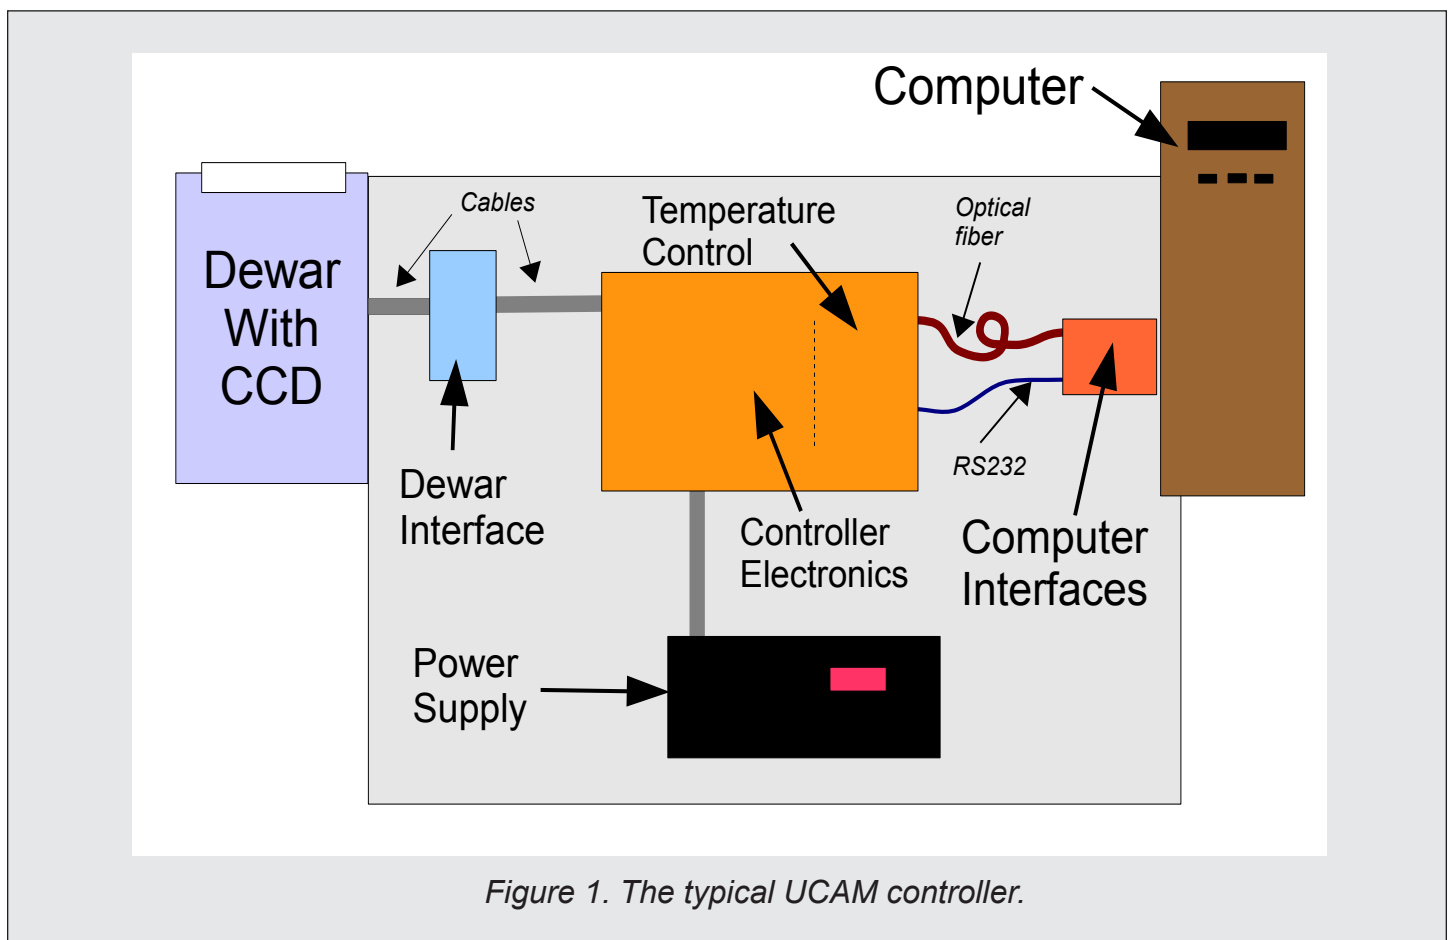 Computer
Cables
Temperature
Control
Optical
fiber
Dewar
With
CCD
RS232
Dewar
Interface
Controller
Electronics
Computer
Interfaces
Power
Supply
Figure 1. The typical UCAM controller.